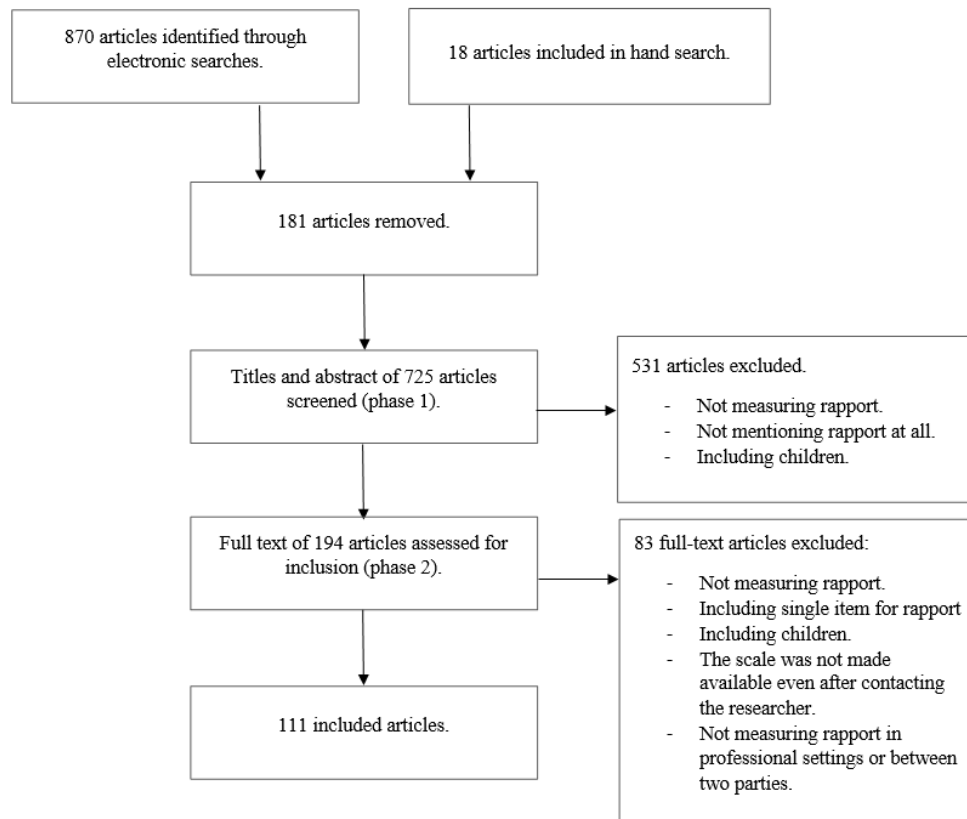 870 articles identified through
electronic searches.
18 articles included in hand search.
181 articles removed.
Titles and abstract of 725 articles
screened (phase 1).
531 articles excluded.
- Not measuring rapport.
- Not mentioning rapport at all.
- Including children.
Full text of 194 articles assessed for
inclusion (phase 2).
83 full-text articles excluded:
- Not measuring rapport.
- Including single item for rapport
- Including children.
- The scale was not made
available even after contacting
the researcher.
- Not measuring rapport in
professional settings or between
two parties.
111 included articles.